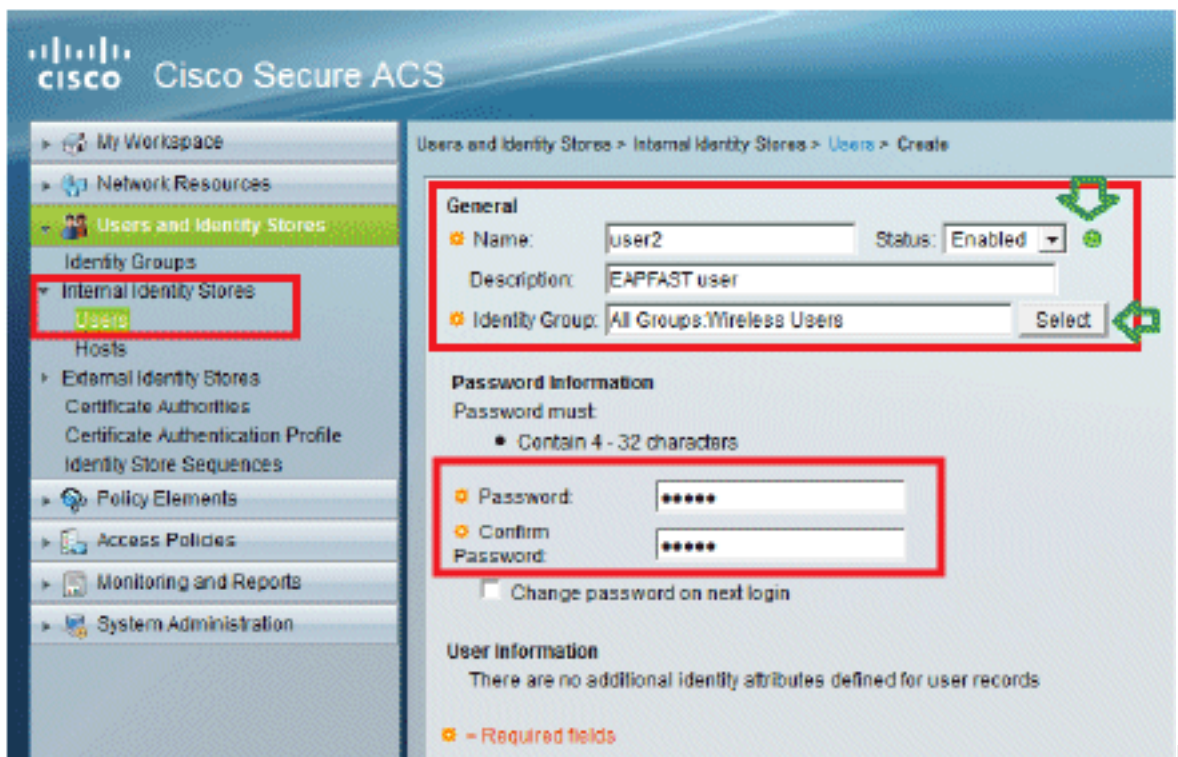 CISCO Cisco Secure ACS
My Workspace
Network Resources
Users and Identity Stores
Identity Groups
Internal Identity Stores
Users
Hosts
External Identity Stores
Certificate Authorities
Certificate Authentication Profile
Identity Store Sequences
Policy Elements
Access Policies
Monitoring and Reports
System Administration
Users and Identity Stores > Internal Identity Stores > Users > Create
General
Name: user2 Status: Enabled
Description: EAPFAST user
Identity Group: All Groups:Wireless Users Select
Password Information
Password must:
• Contain 4 - 32 characters
Password: •••••
Confirm
Password: •••••
Change password on next login
User Information
There are no additional identity attributes defined for user records
= Required fields